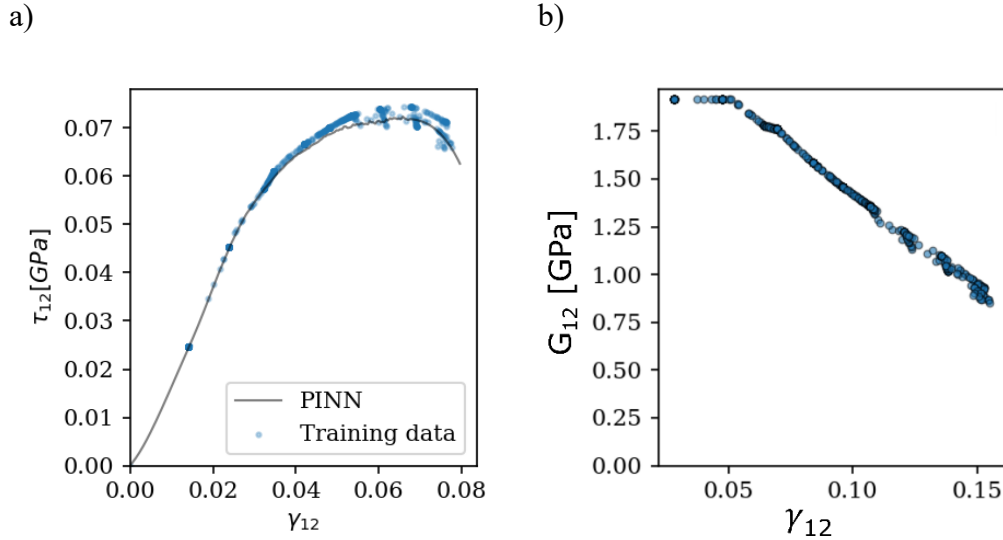 a)
b)
0.07
0.06
0.05
0.04
0.03
0.02
0.01
0.00
τ₁₂[GPa]
PINN
Training data
0.00 0.02 0.04 0.06 0.08
γ₁₂
1.75
1.50
1.25
1.00
0.75
0.50
0.25
0.00
G₁₂ [GPa]
0.05 0.10 0.15
γ₁₂